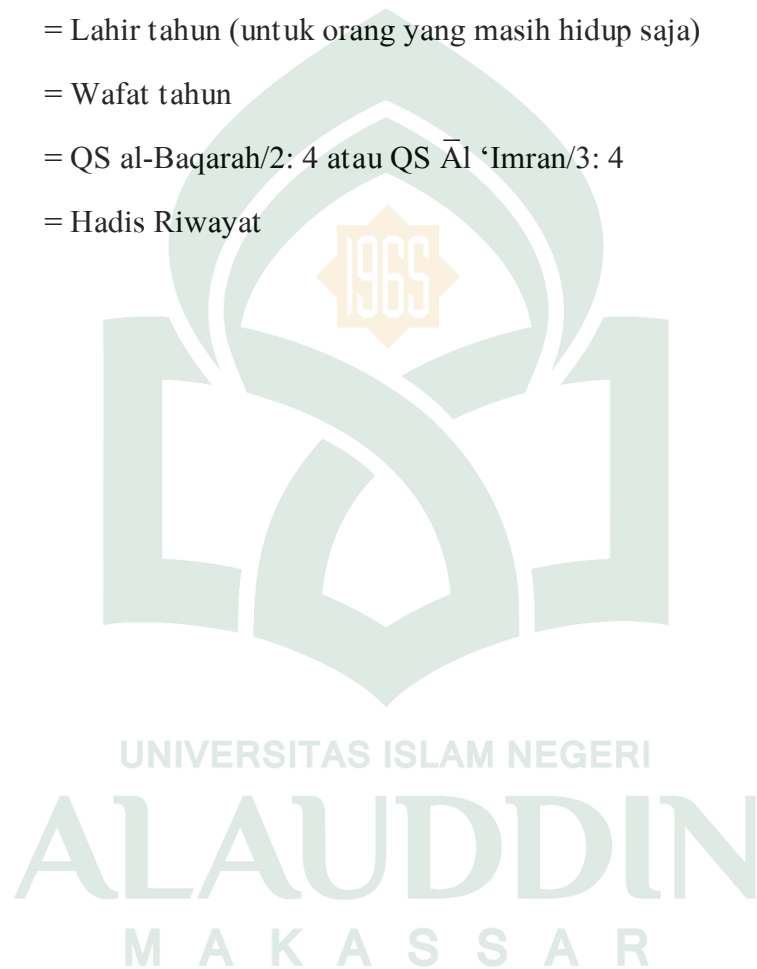 = Lahir tahun (untuk orang yang masih hidup saja)
= Wafat tahun
= QS al-Baqarah/2: 4 atau QS Āl ‘Imran/3: 4
= Hadis Riwayat
1965
UNIVERSITAS ISLAM NEGERI
ALAUDDIN
MAKASSAR